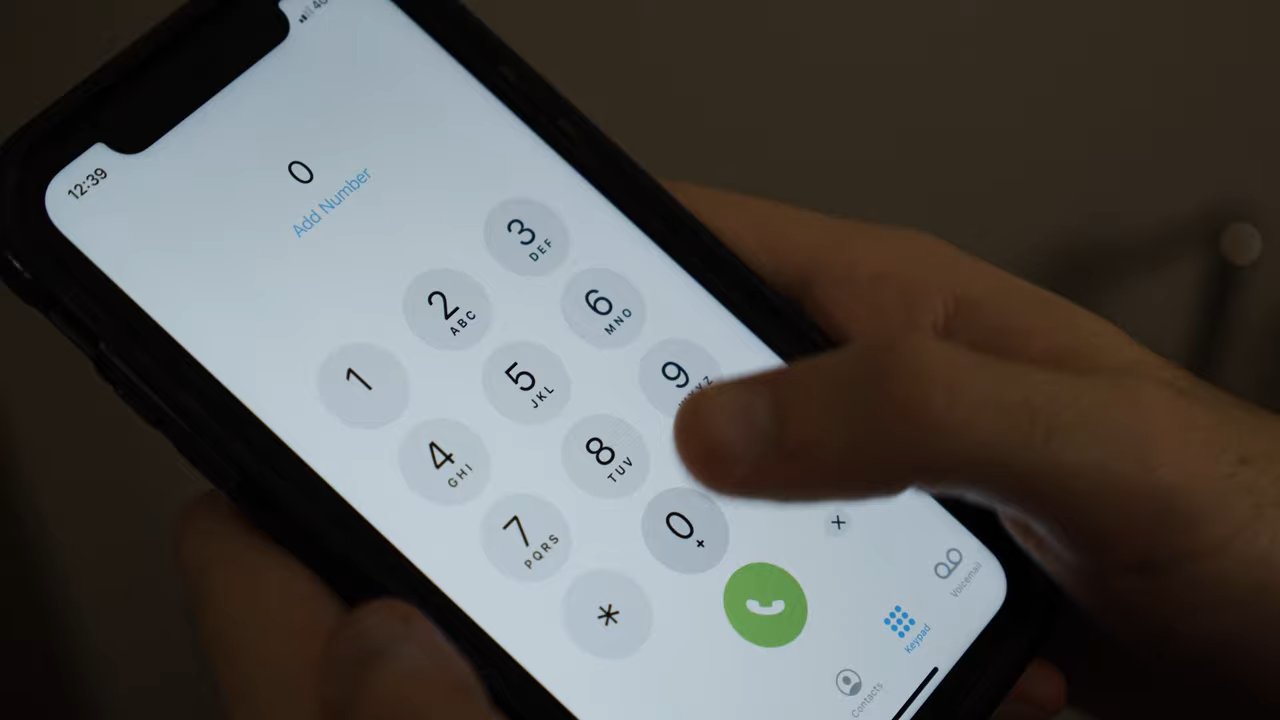 12:39
4G
0
Add Number
1
2
ABC
3
DEF
4
GHI
5
JKL
6
MNO
7
PQRS
8
TUV
9
*
0
+
Contacts
Keypad
Voicemail